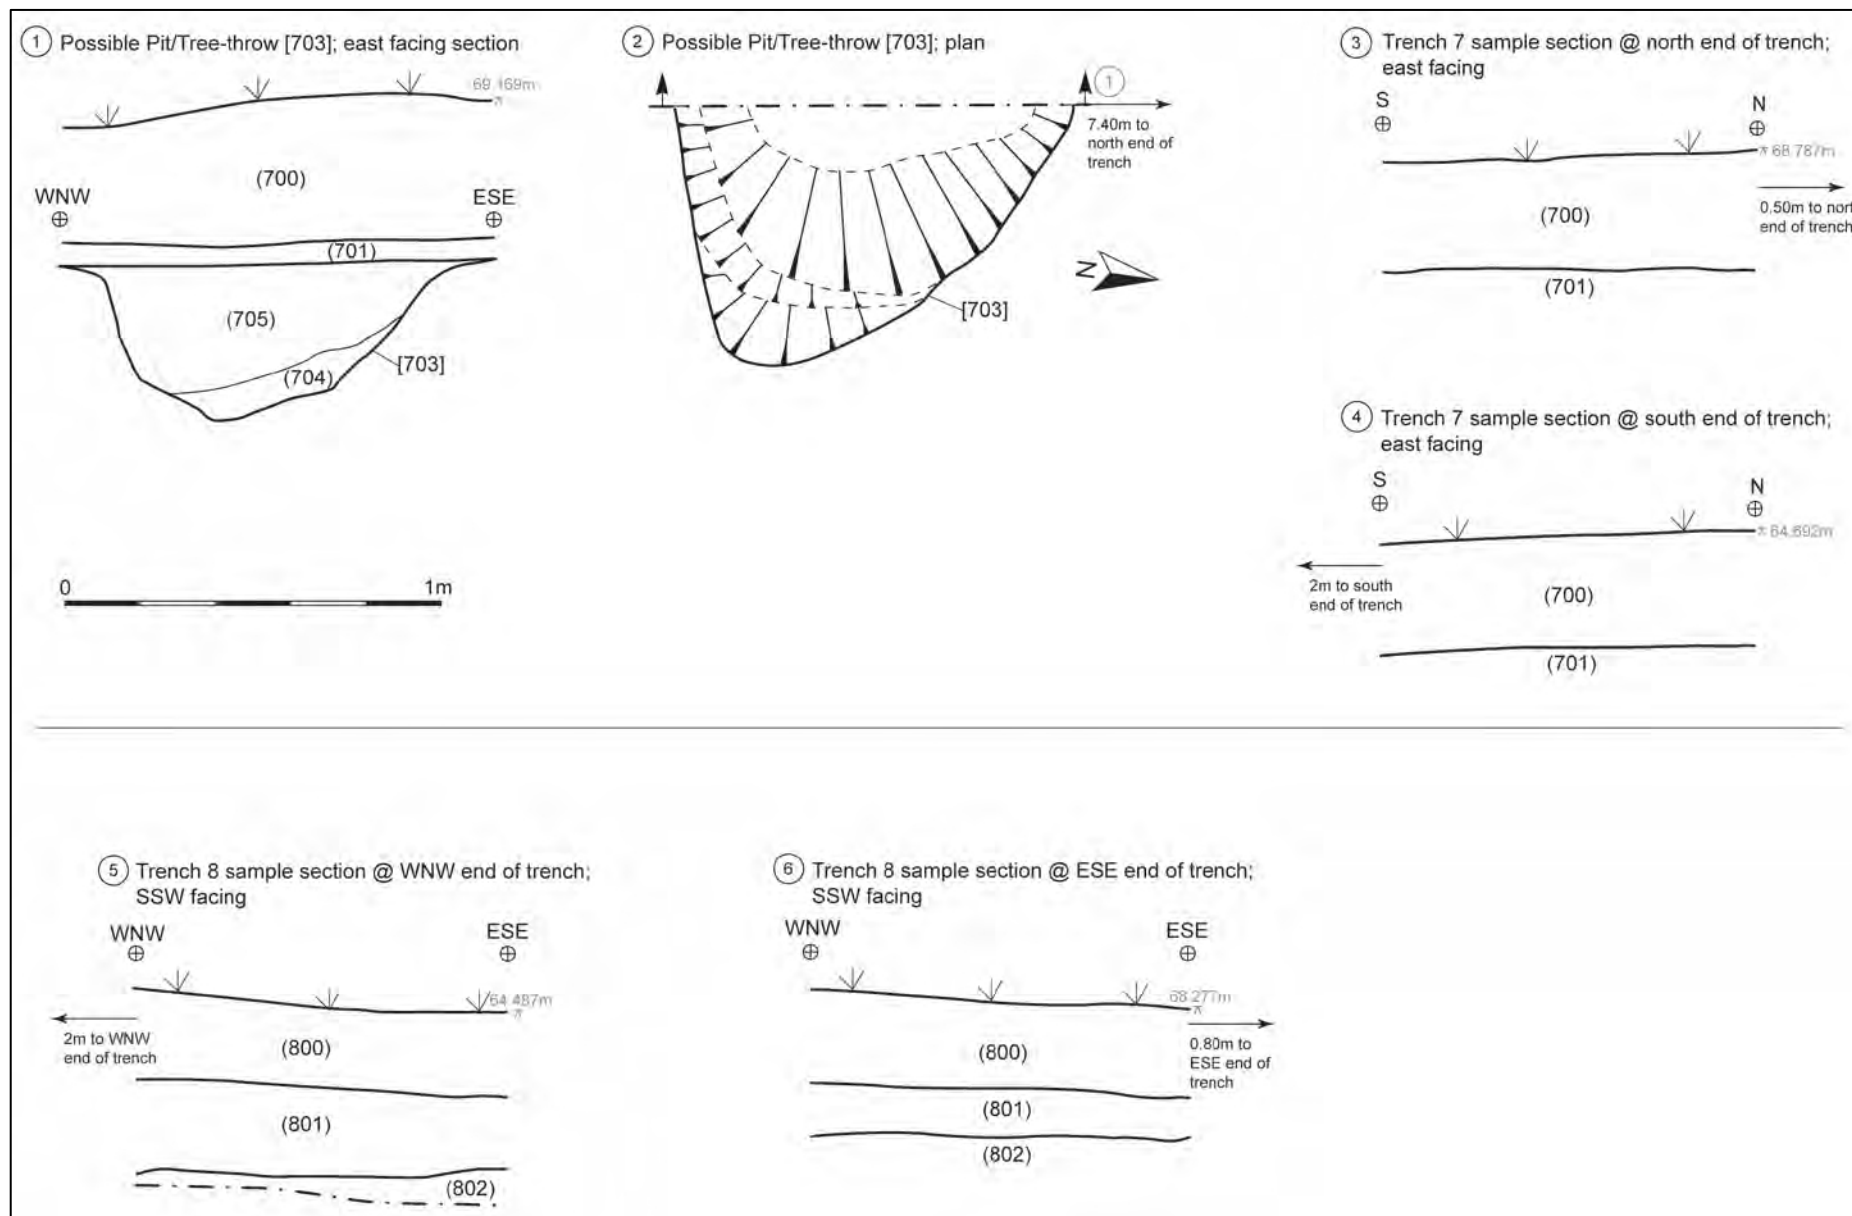 1 Possible Pit/Tree-throw [703]; east facing section
69.169m
(700)
WNW
ESE
(701)
(705)
(704)
[703]
0
1m
2 Possible Pit/Tree-throw [703]; plan
1
7.40m to
north end of
trench
N
[703]
3 Trench 7 sample section @ north end of trench;
east facing
S
N
68.787m
(700)
0.50m to nort
end of trench
(701)
4 Trench 7 sample section @ south end of trench;
east facing
S
N
64.692m
2m to south
end of trench
(700)
(701)
5 Trench 8 sample section @ WNW end of trench;
SSW facing
WNW
ESE
64.487m
2m to WNW
end of trench
(800)
(801)
(802)
6 Trench 8 sample section @ ESE end of trench;
SSW facing
WNW
ESE
68.277m
(800)
0.80m to
ESE end of
trench
(801)
(802)